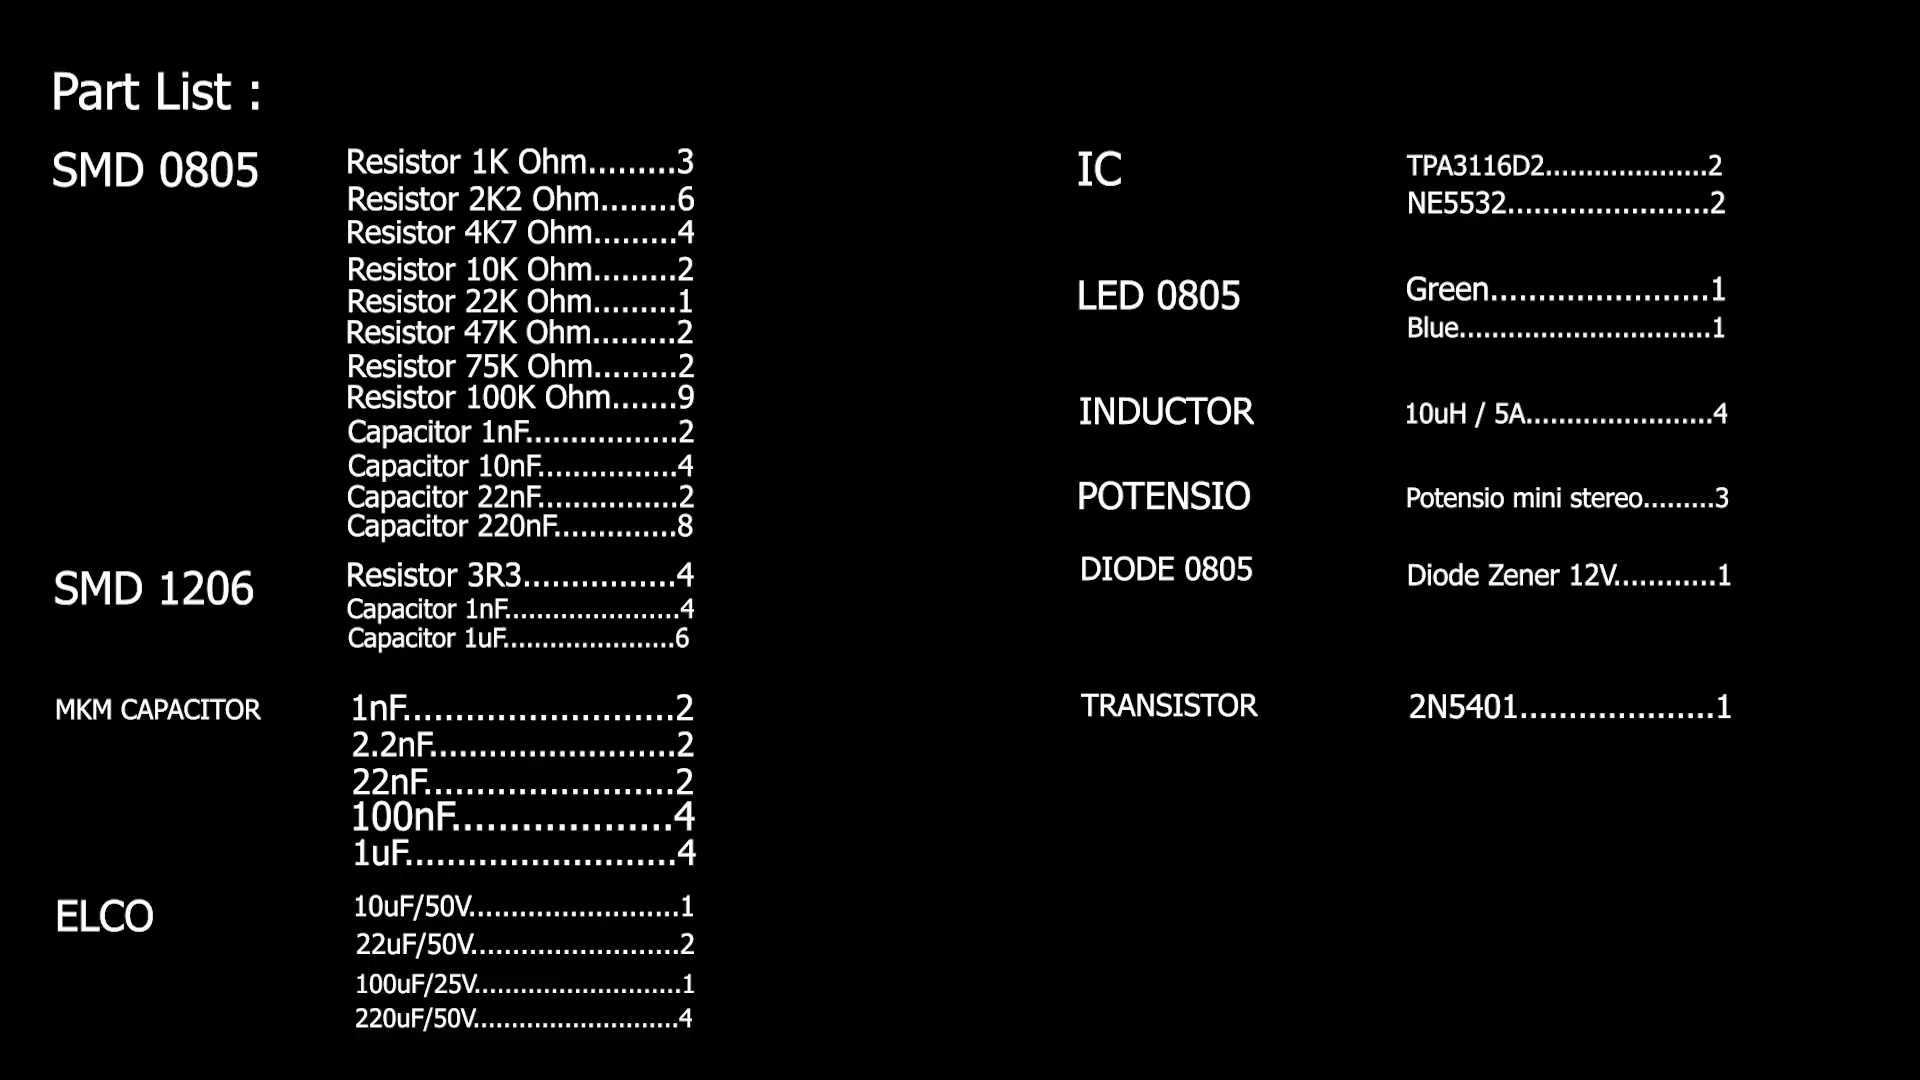 Part List :
SMD 0805
Resistor 1K Ohm.........3
Resistor 2K2 Ohm........6
Resistor 4K7 Ohm.........4
Resistor 10K Ohm.........2
Resistor 22K Ohm.........1
Resistor 47K Ohm.........2
Resistor 75K Ohm.........2
Resistor 100K Ohm.......9
Capacitor 1nF................2
Capacitor 10nF...............4
Capacitor 22nF...............2
Capacitor 220nF.............8
SMD 1206
Resistor 3R3................4
Capacitor 1nF......................4
Capacitor 1uF......................6
MKM CAPACITOR
1nF..........................2
2.2nF........................2
22nF........................2
100nF....................4
1uF..........................4
ELCO
10uF/50V.........................1
22uF/50V.........................2
100uF/25V...........................1
220uF/50V...........................4
IC
TPA3116D2....................2
NE5532.......................2
LED 0805
Green.......................1
Blue...............................1
INDUCTOR
10uH / 5A.......................4
POTENSIO
Potensio mini stereo.........3
DIODE 0805
Diode Zener 12V............1
TRANSISTOR
2N5401....................1